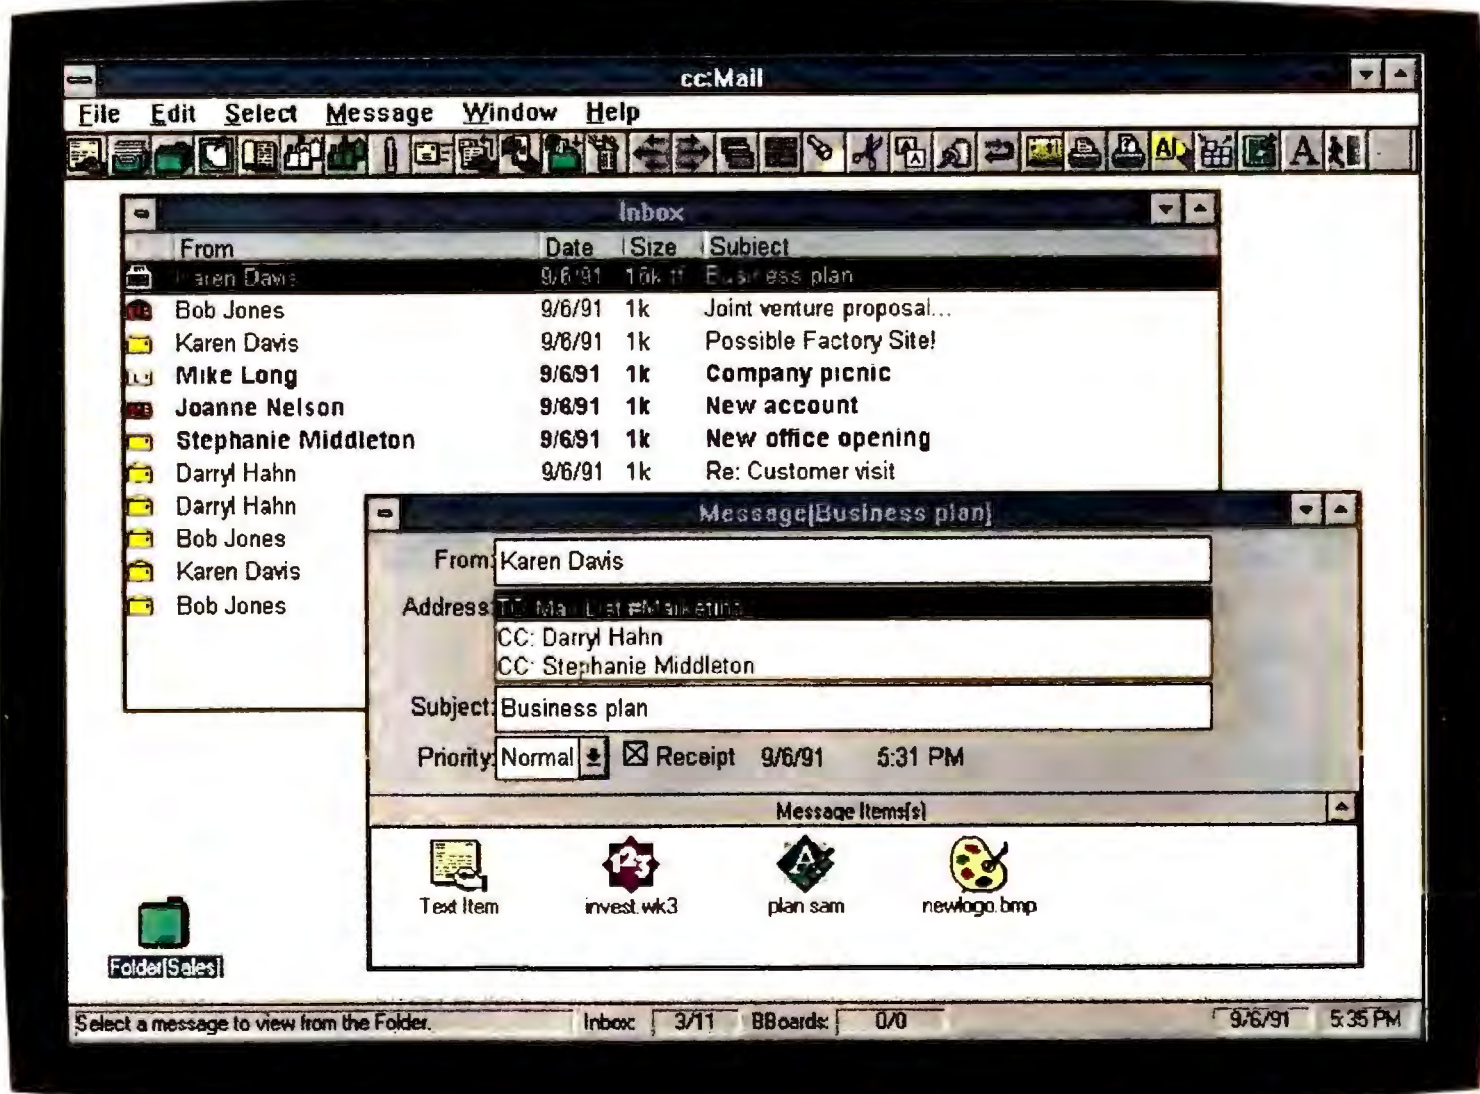 cc:Mail
File Edit Select Message Window Help
Inbox
From Date Size Subject
Karen Davis 9/6/91 16k Business plan
Bob Jones 9/6/91 1k Joint venture proposal...
Karen Davis 9/6/91 1k Possible Factory Site!
Mike Long 9/6/91 1k Company picnic
Joanne Nelson 9/6/91 1k New account
Stephanie Middleton 9/6/91 1k New office opening
Darryl Hahn 9/6/91 1k Re: Customer visit
Darryl Hahn
Bob Jones
Karen Davis
Bob Jones
Message[Business plan]
From: Karen Davis
Address:
CC: Darryl Hahn
CC: Stephanie Middleton
Subject: Business plan
Priority: Normal Receipt 9/6/91 5:31 PM
Message Items(s)
123 A
Text Item invest.wk3 plan.sam newlogo.bmp
Folder[Sales]
Select a message to view from the Folder. Inbox: 3/11 BBoards: 0/0 9/6/91 5:35 PM